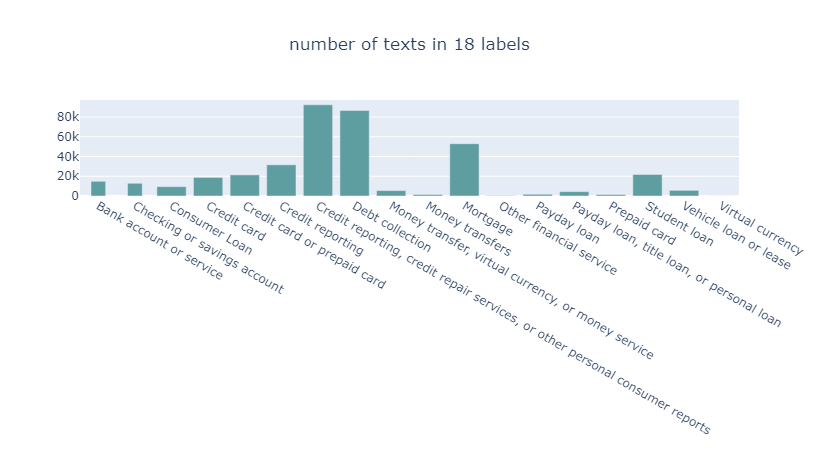 number of texts in 18 labels
80k
60k
40k
20k
0
Bank account or service
Checking or savings account
Consumer Loan
Credit card
Credit card or prepaid card
Credit reporting
Credit reporting, credit repair services, or other personal consumer reports
Debt collection
Money transfer, virtual currency, or money service
Money transfers
Mortgage
Other financial service
Payday loan
Payday loan, title loan, or personal loan
Prepaid card
Student loan
Vehicle loan or lease
Virtual currency